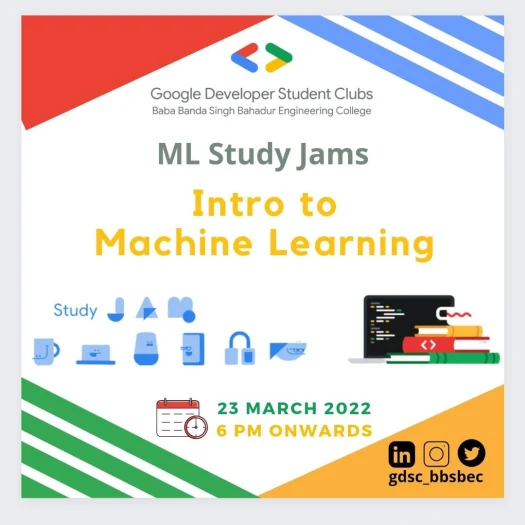 Google Developer Student Clubs
Baba Banda Singh Bahadur Engineering College
ML Study Jams
Intro to
Machine Learning
Study JAM
23 MARCH 2022
6 PM ONWARDS
gdsc_bbsbec